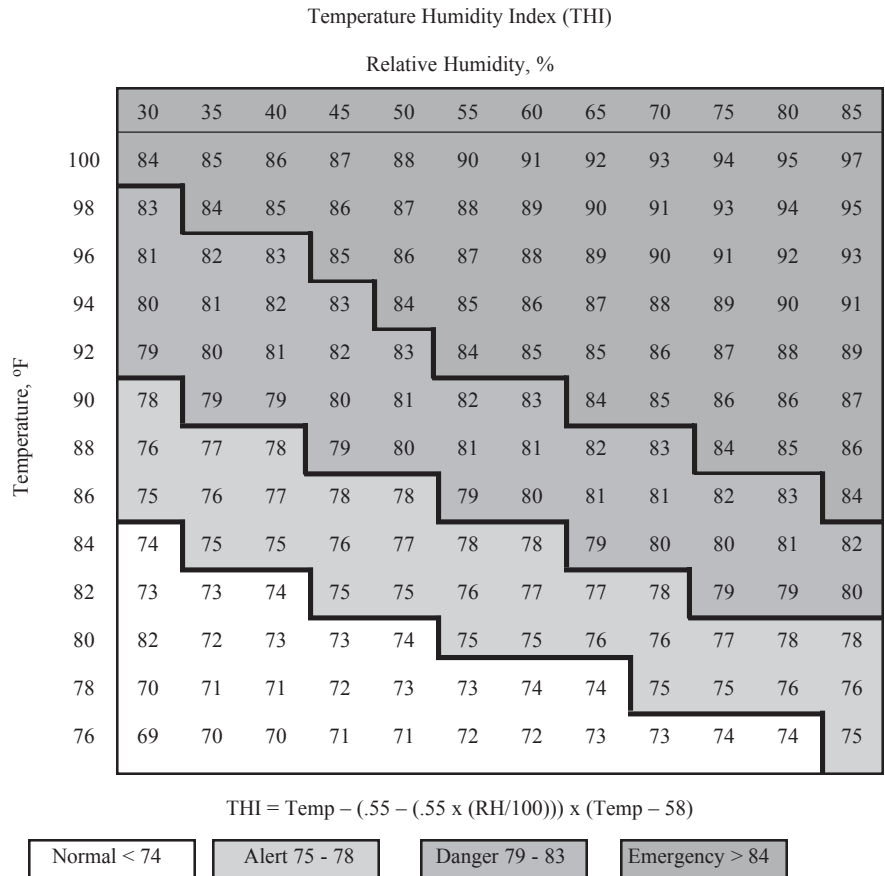 Temperature Humidity Index (THI)
Relative Humidity, %
30 35 40 45 50 55 60 65 70 75 80 85
100 84 85 86 87 88 90 91 92 93 94 95 97
98 83 84 85 86 87 88 89 90 91 93 94 95
96 81 82 83 85 86 87 88 89 90 91 92 93
94 80 81 82 83 84 85 86 87 88 89 90 91
92 79 80 81 82 83 84 85 85 86 87 88 89
90 78 79 79 80 81 82 83 84 85 86 86 87
88 76 77 78 79 80 81 81 82 83 84 85 86
86 75 76 77 78 78 79 80 81 81 82 83 84
84 74 75 75 76 77 78 78 79 80 80 81 82
82 73 73 74 75 75 76 77 77 78 79 79 80
80 82 72 73 73 74 75 75 76 76 77 78 78
78 70 71 71 72 73 73 74 74 75 75 76 76
76 69 70 70 71 71 72 72 73 73 74 74 75
Temperature, ºF
THI = Temp – (.55 – (.55 x (RH/100))) x (Temp – 58)
Normal < 74 Alert 75 - 78 Danger 79 - 83 Emergency > 84